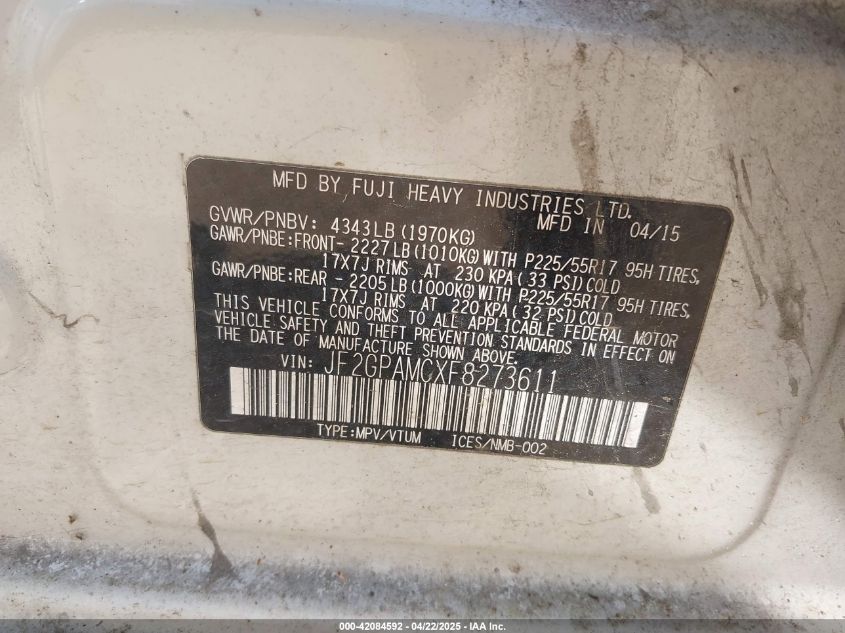 MFD BY FUJI HEAVY INDUSTRIES LTD.
GVWR/PNBV: 4343LB(1970KG) MFD IN 04/15
GAWR/PNBE:FRONT- 2227LB(1010KG)WITH P225/55R17 95H TIRES,
17X7J RIMS AT 230 KPA(33 PSI)COLD
GAWR/PNBE:REAR - 2205LB(1000KG)WITH P225/55R17 95H TIRES,
17X7J RIMS AT 220 KPA(32 PSI)COLD
THIS VEHICLE CONFORMS TO ALL APPLICABLE FEDERAL MOTOR
VEHICLE SAFETY AND THEFT PREVENTION STANDARDS IN EFFECT ON
THE DATE OF MANUFACTURE SHOWN ABOVE.
VIN: JF2GPAMCXF8273611
TYPE:MPV/VTUM ICES/NMB-002
000-42084592 - 04/22/2025 - IAA Inc.